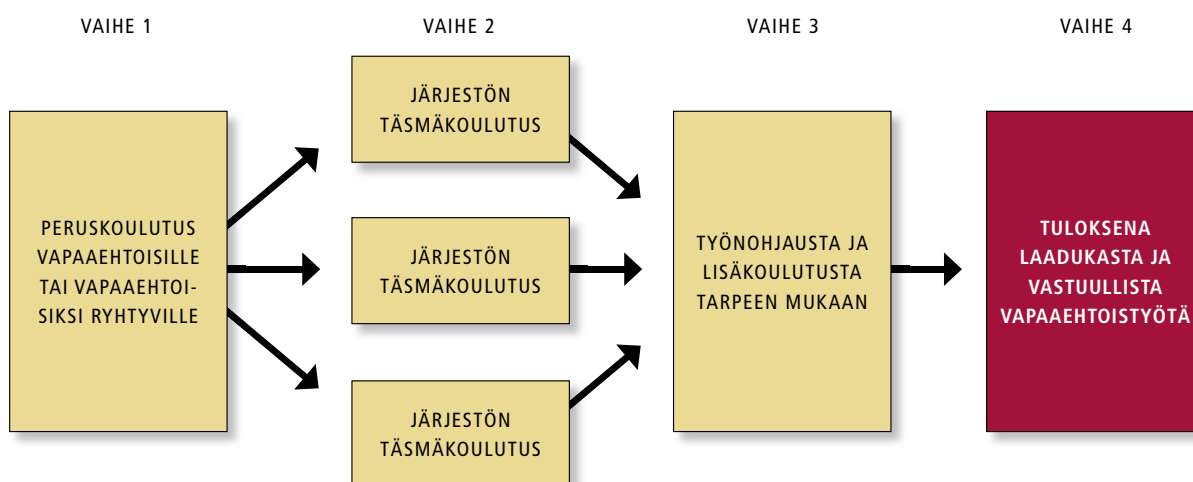 VAIHE 1
VAIHE 2
VAIHE 3
VAIHE 4
PERUSKOULUTUS
VAPAAEHTOISILLE
TAI VAPAAEHTOI-
SIKSI RYHTYVILLE
JÄRJESTÖN
TÄSMÄKOULUTUS
JÄRJESTÖN
TÄSMÄKOULUTUS
JÄRJESTÖN
TÄSMÄKOULUTUS
TYÖNOHJAUSTA JA
LISÄKOULUTUSTA
TARPEEN MUKAAN
TULOKSENA
LAADUKASTA JA
VASTUULLISTA
VAPAAEHTOISTYÖTÄ